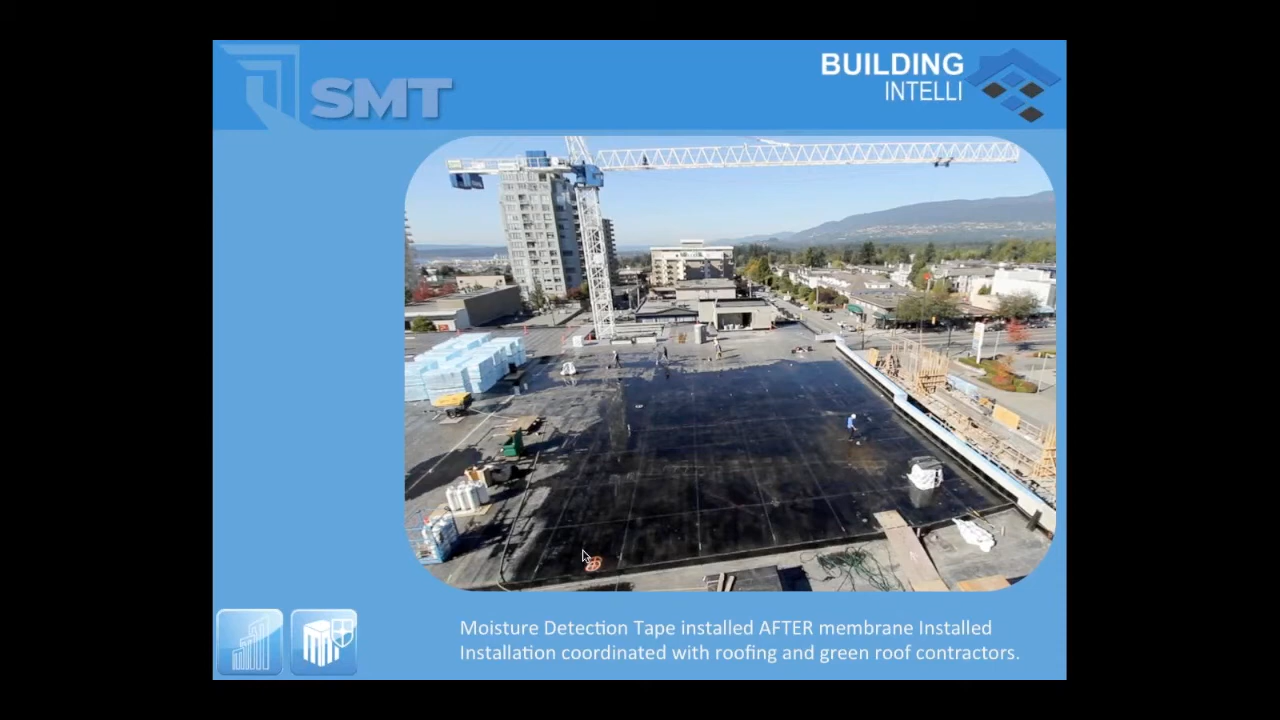 SMT
BUILDING
INTELLI
Moisture Detection Tape installed AFTER membrane Installed
Installation coordinated with roofing and green roof contractors.